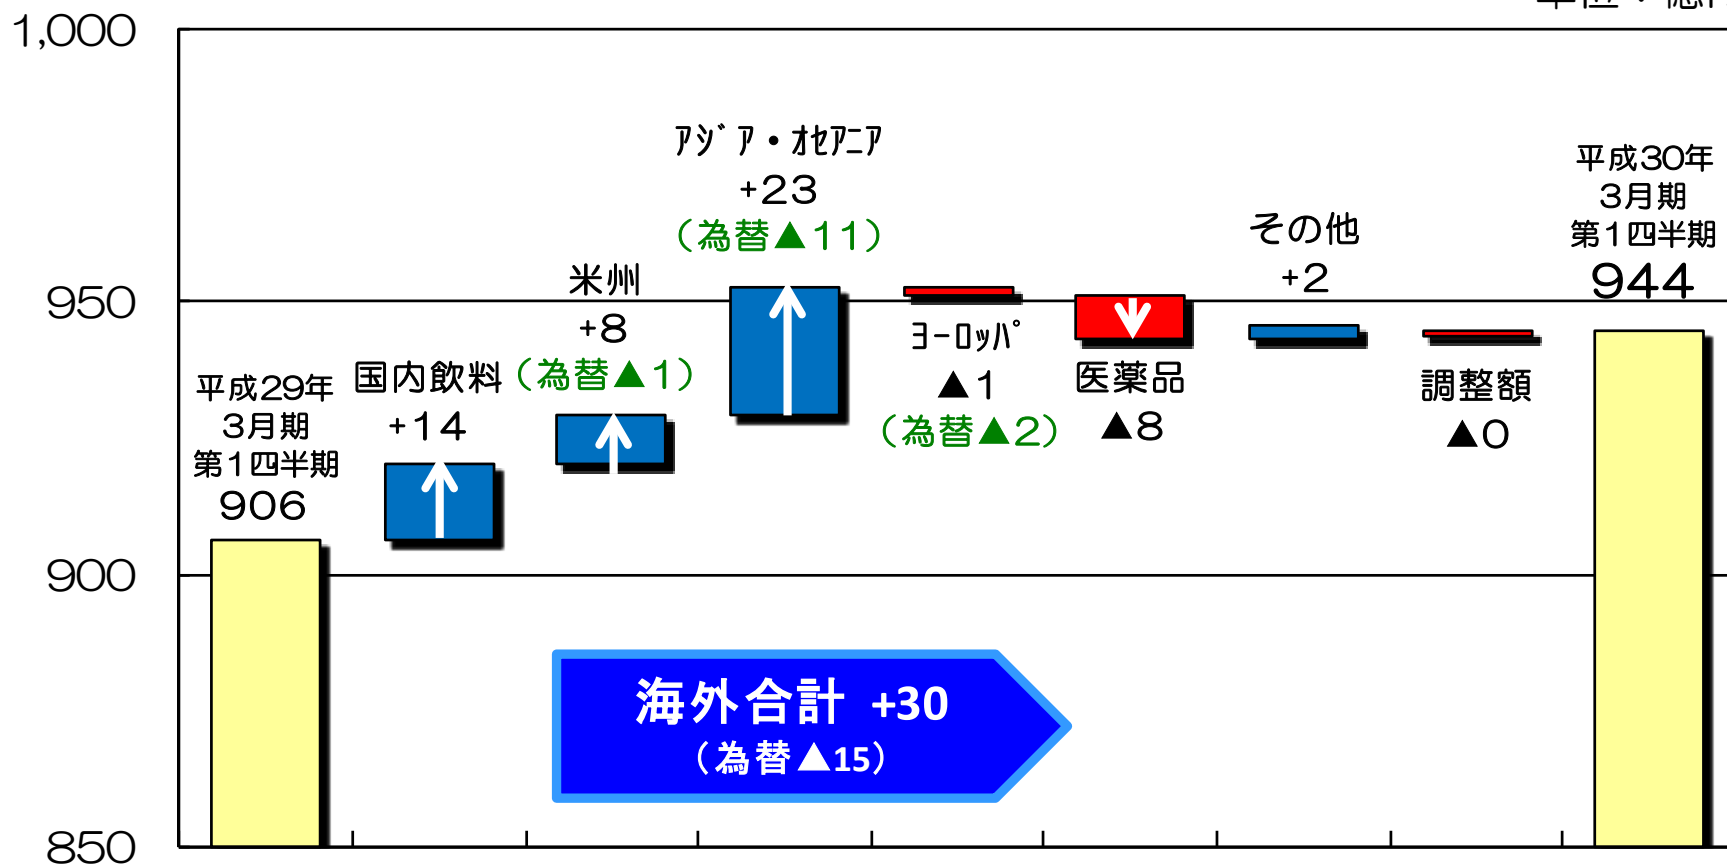 1,000
950
900
850
平成29年
3月期
第1四半期
906
国内飲料
+14
米州
+8
（為替▲1）
ｱｼﾞｱ・ｵｾｱﾆｱ
+23
（為替▲11）
ﾖｰﾛｯﾊﾟ
▲1
（為替▲2）
医薬品
▲8
その他
+2
調整額
▲0
平成30年
3月期
第1四半期
944
海外合計 +30
（為替▲15）